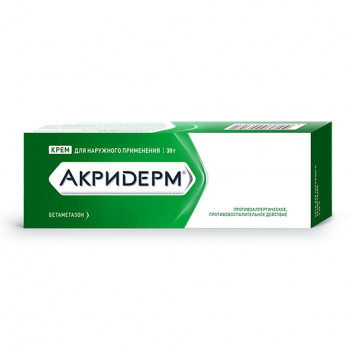 КРЕМ ДЛЯ НАРУЖНОГО ПРИМЕНЕНИЯ | 30 г
АКРИДЕРМ®
БЕТАМЕТАЗОН
ПРОТИВОАЛЛЕРГИЧЕСКОЕ,
ПРОТИВОВОСПАЛИТЕЛЬНОЕ ДЕЙСТВИЕ